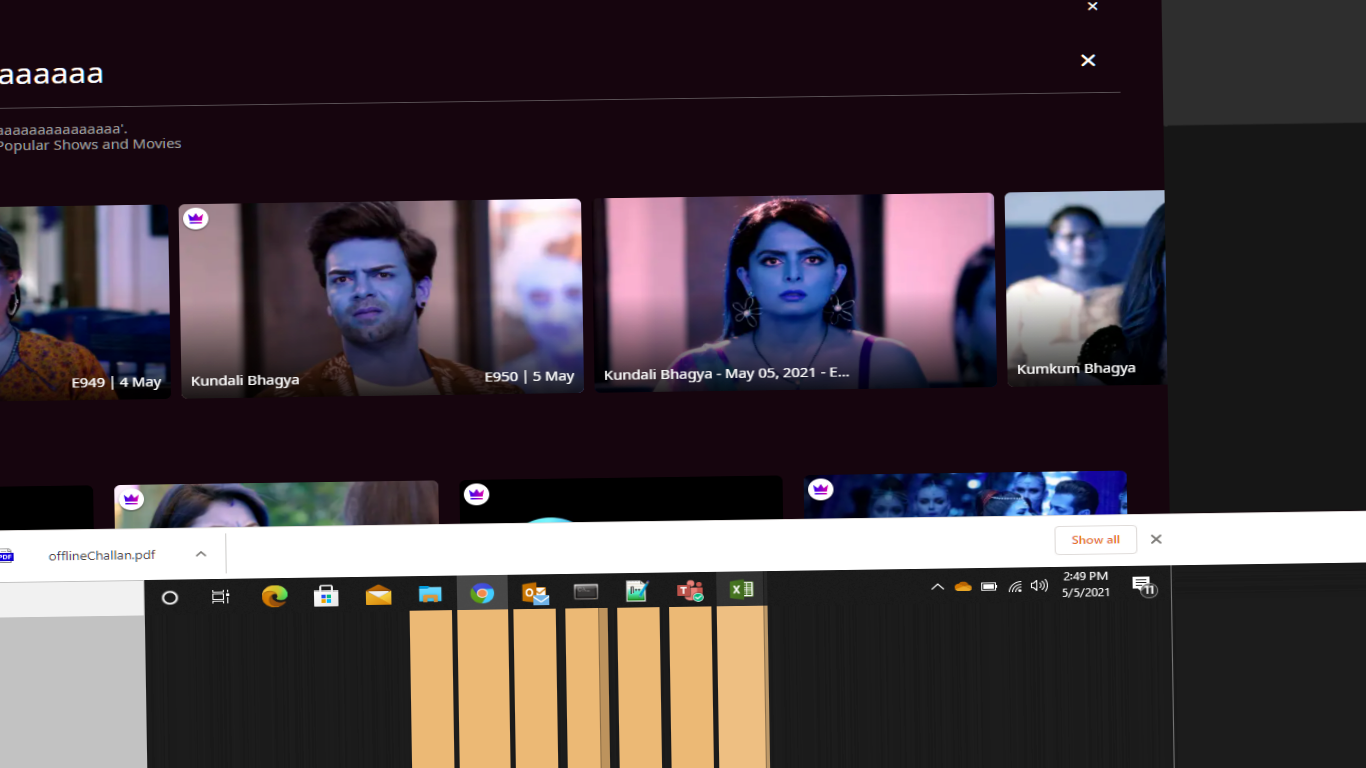 aaaaaa
aaaaaaaaaaaaaaa'.
Popular Shows and Movies
E949 | 4 May
Kundali Bhagya
E950 | 5 May
Kundali Bhagya - May 05, 2021 - E...
Kumkum Bhagya
PDF
offlineChallan.pdf
Show all
2:49 PM
5/5/2021
11